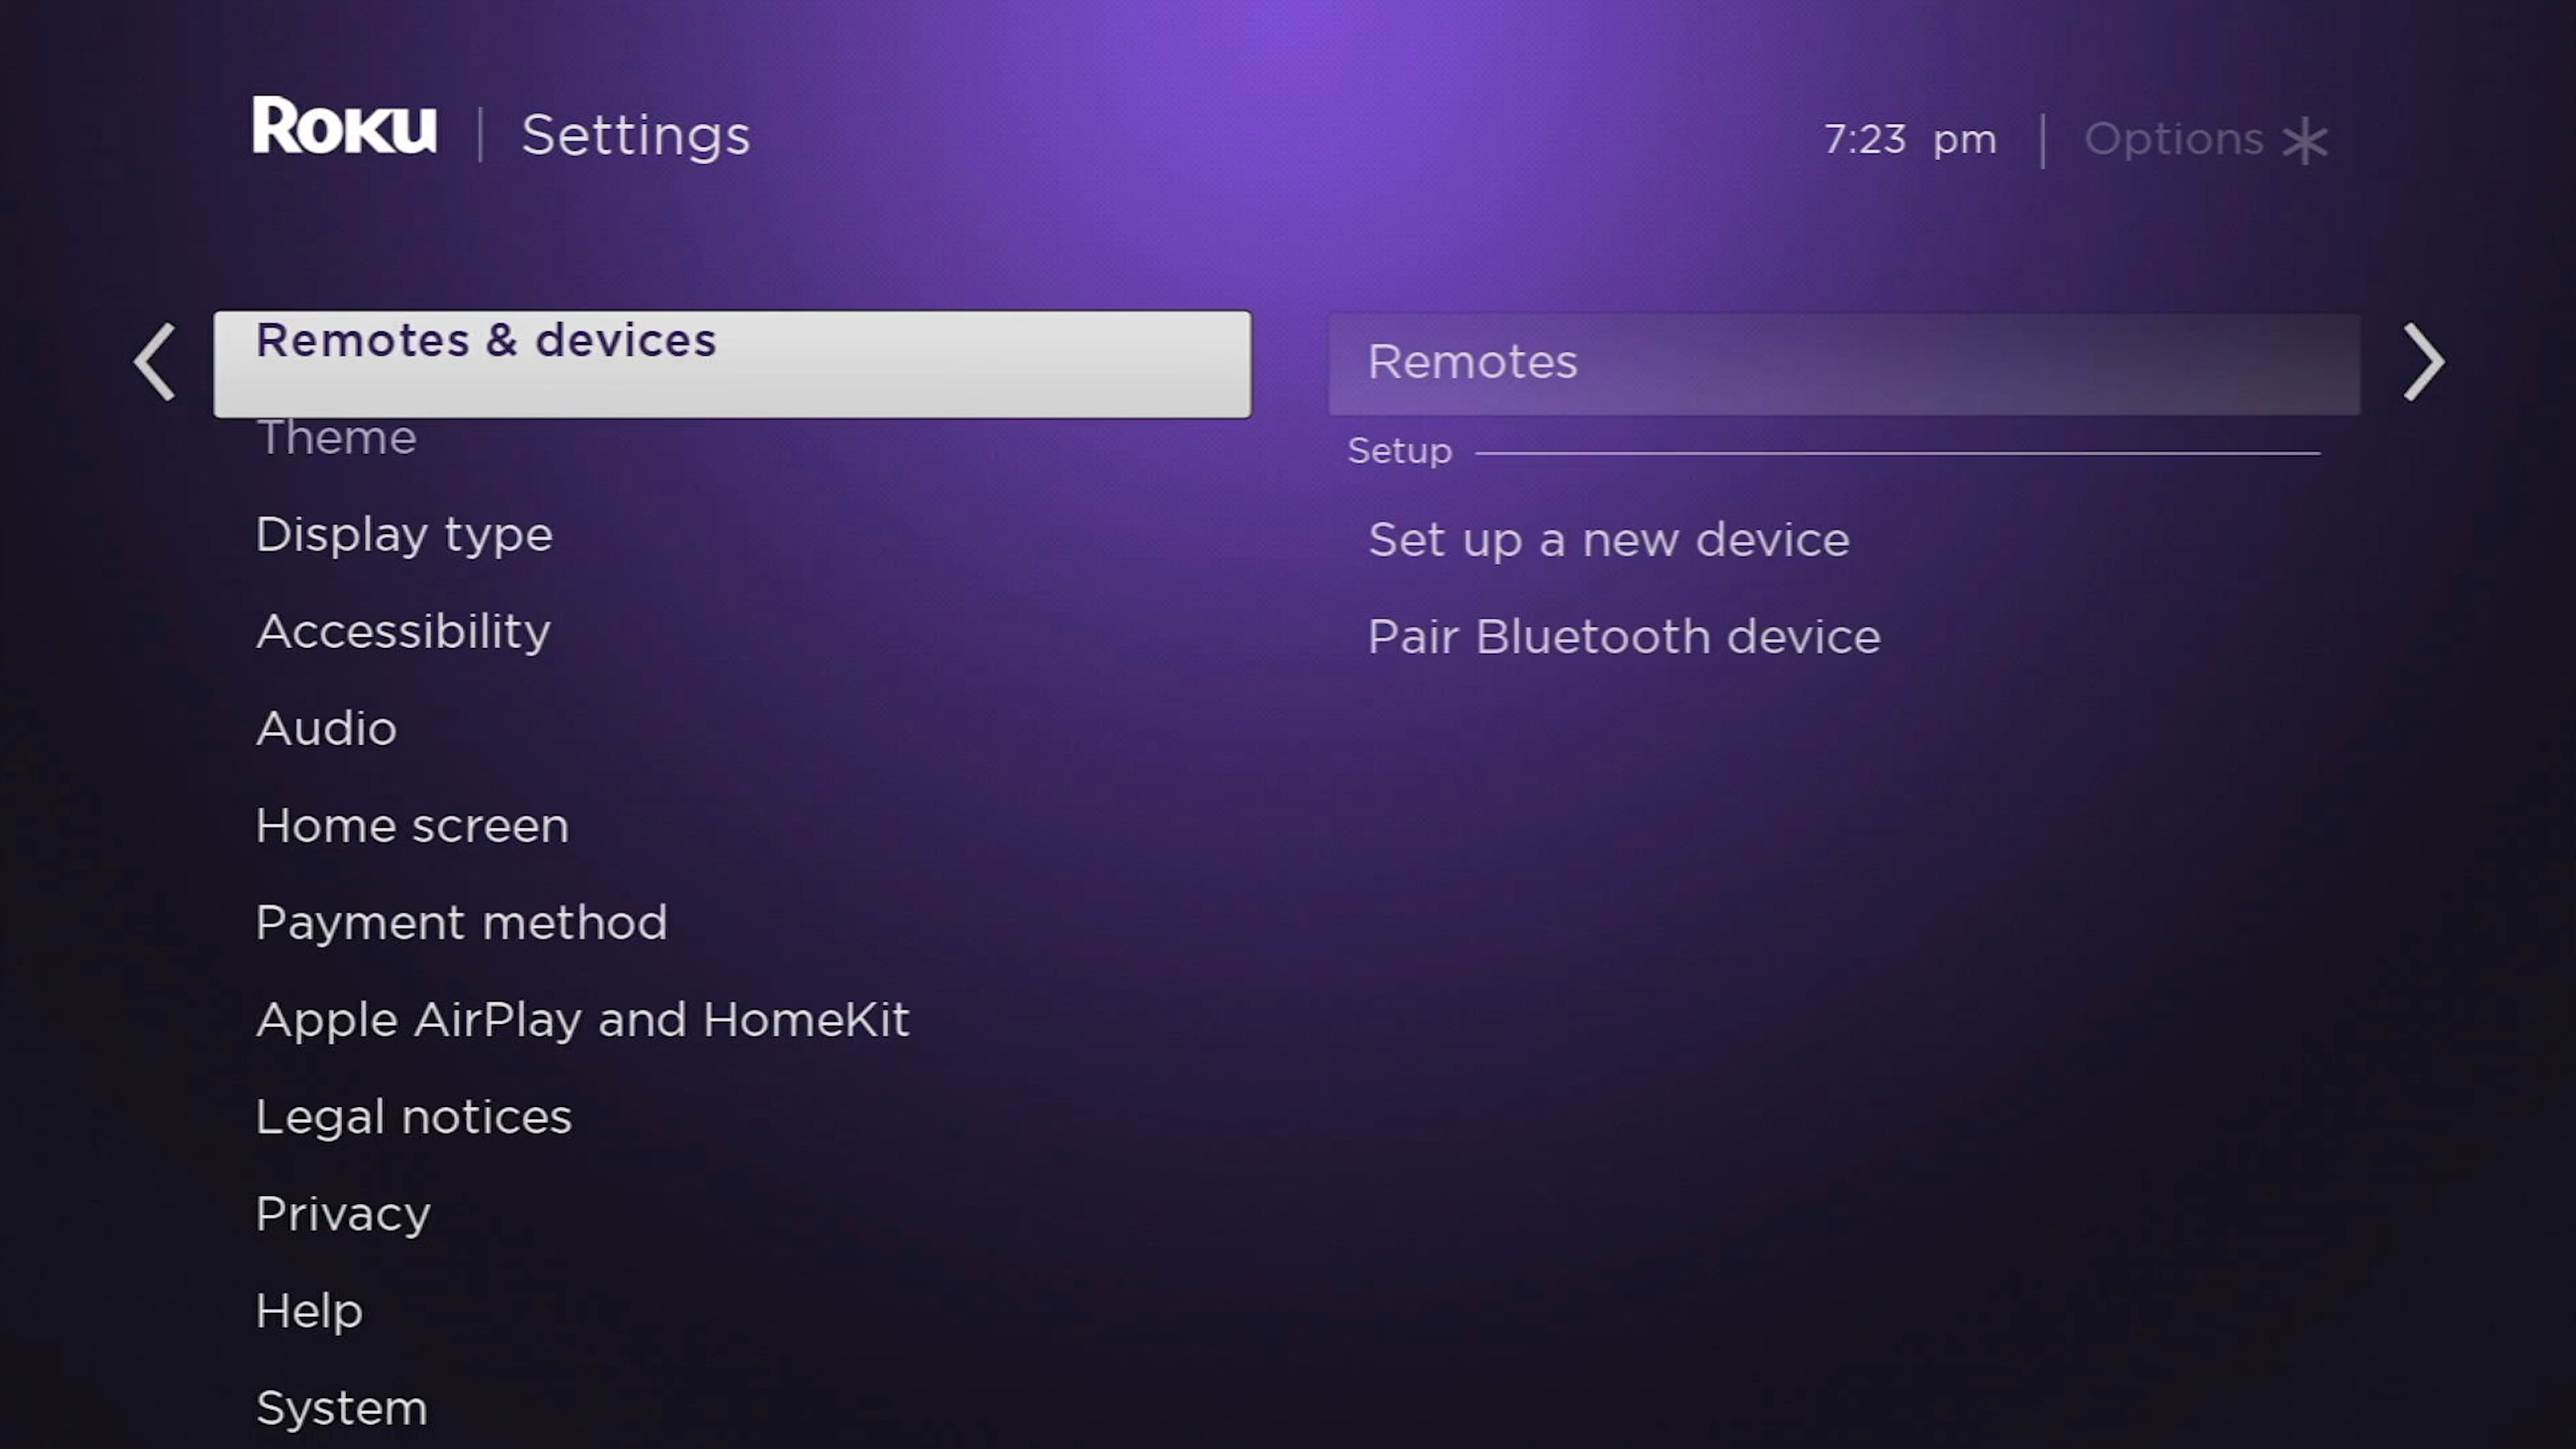 Roku | Settings
7:23 pm | Options
Remotes & devices
Theme
Display type
Accessibility
Audio
Home screen
Payment method
Apple AirPlay and HomeKit
Legal notices
Privacy
Help
System
Remotes
Setup
Set up a new device
Pair Bluetooth device